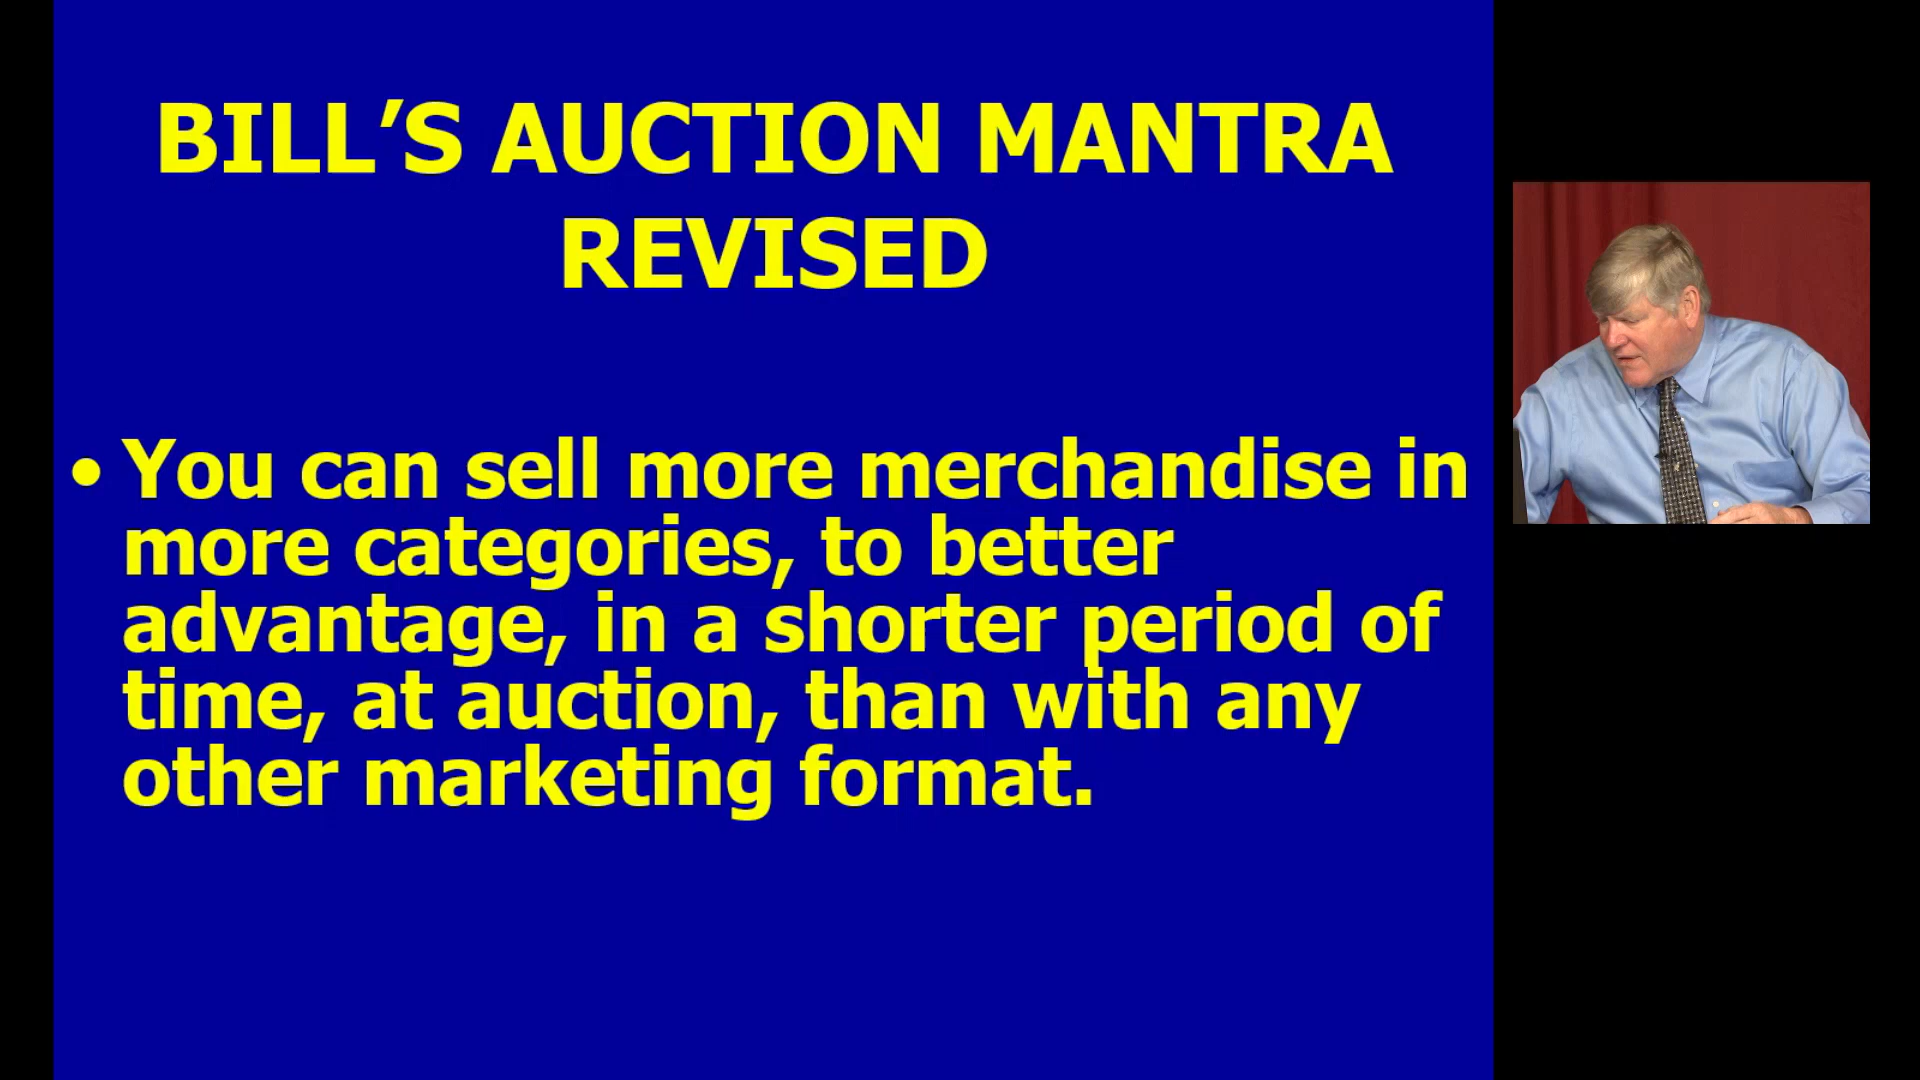 BILL’S AUCTION MANTRA
REVISED
• You can sell more merchandise in
more categories, to better
advantage, in a shorter period of
time, at auction, than with any
other marketing format.